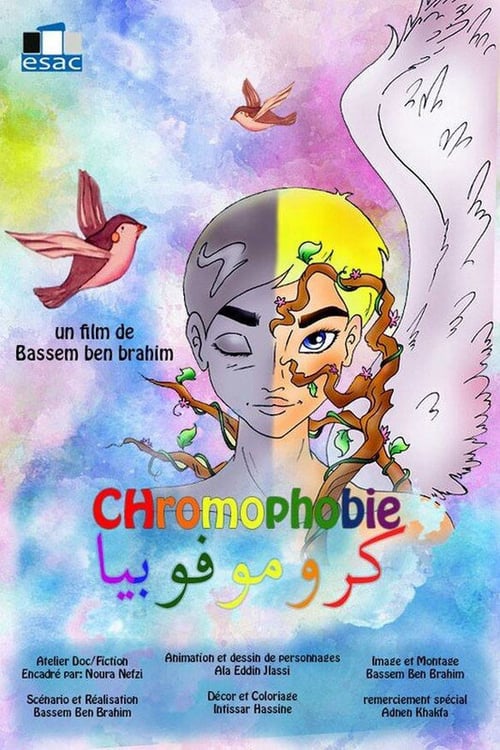 esac
un film de
Bassem ben brahim
CHromophobie
كروموفوبيا
Atelier Doc/Fiction
Encadré par: Noura Nefzi
Animation et dessin de personnages
Ala Eddin Jlassi
Image et Montage
Bassem Ben Brahim
Scénario et Réalisation
Bassem Ben Brahim
Décor et Coloriage
Intissar Hassine
remerciement spécial
Adnen Khakfa